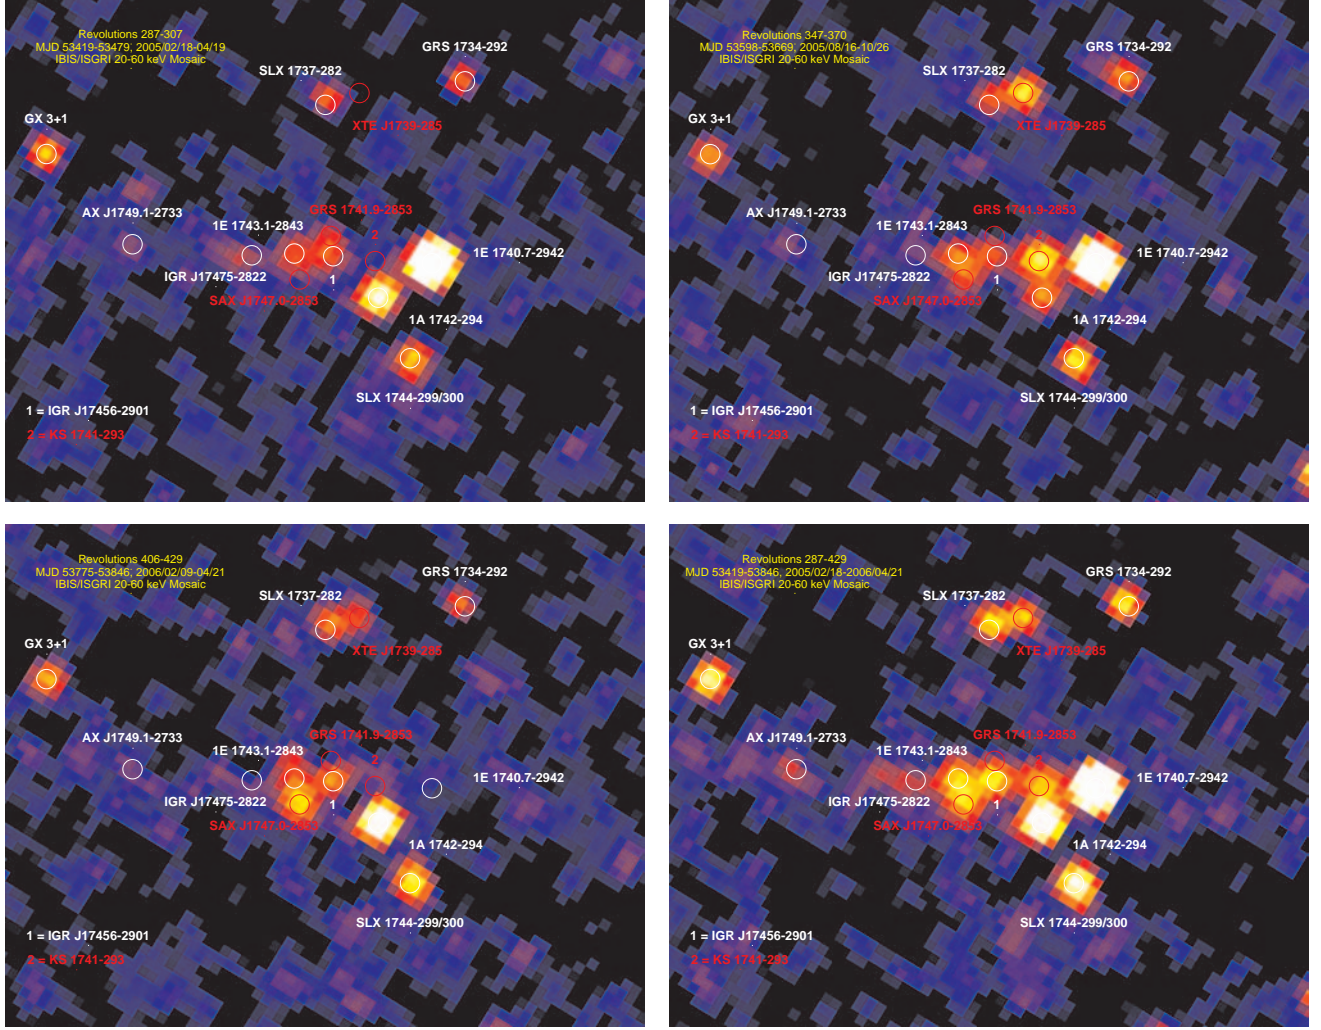 Revolutions 287-307
MJD 53419-53479, 2005/02/18-04/19
IBIS/ISGRI 20-60 keV Mosaic
GRS 1734-292
SLX 1737-282
XTE J1739-285
GX 3+1
AX J1749.1-2733
GRS 1741.9-2853
1E 1743.1-2843
2
1E 1740.7-2942
IGR J17475-2822
1
SAX J1747.0-2853
1A 1742-294
SLX 1744-299/300
1 = IGR J17456-2901
2 = KS 1741-293
Revolutions 347-370
MJD 53598-53669, 2005/08/16-10/26
IBIS/ISGRI 20-60 keV Mosaic
GRS 1734-292
SLX 1737-282
XTE J1739-285
GX 3+1
AX J1749.1-2733
GRS 1741.9-2853
1E 1743.1-2843
2
1E 1740.7-2942
IGR J17475-2822
1
SAX J1747.0-2853
1A 1742-294
SLX 1744-299/300
1 = IGR J17456-2901
2 = KS 1741-293
Revolutions 406-429
MJD 53775-53846, 2006/02/09-04/21
IBIS/ISGRI 20-60 keV Mosaic
GRS 1734-292
SLX 1737-282
XTE J1739-285
GX 3+1
AX J1749.1-2733
GRS 1741.9-2853
1E 1743.1-2843
2
1E 1740.7-2942
IGR J17475-2822
1
SAX J1747.0-2853
1A 1742-294
SLX 1744-299/300
1 = IGR J17456-2901
2 = KS 1741-293
Revolutions 287-429
MJD 53419-53846, 2005/02/18-2006/04/21
IBIS/ISGRI 20-60 keV Mosaic
GRS 1734-292
SLX 1737-282
XTE J1739-285
GX 3+1
AX J1749.1-2733
GRS 1741.9-2853
1E 1743.1-2843
2
1E 1740.7-2942
IGR J17475-2822
1
SAX J1747.0-2853
1A 1742-294
SLX 1744-299/300
1 = IGR J17456-2901
2 = KS 1741-293